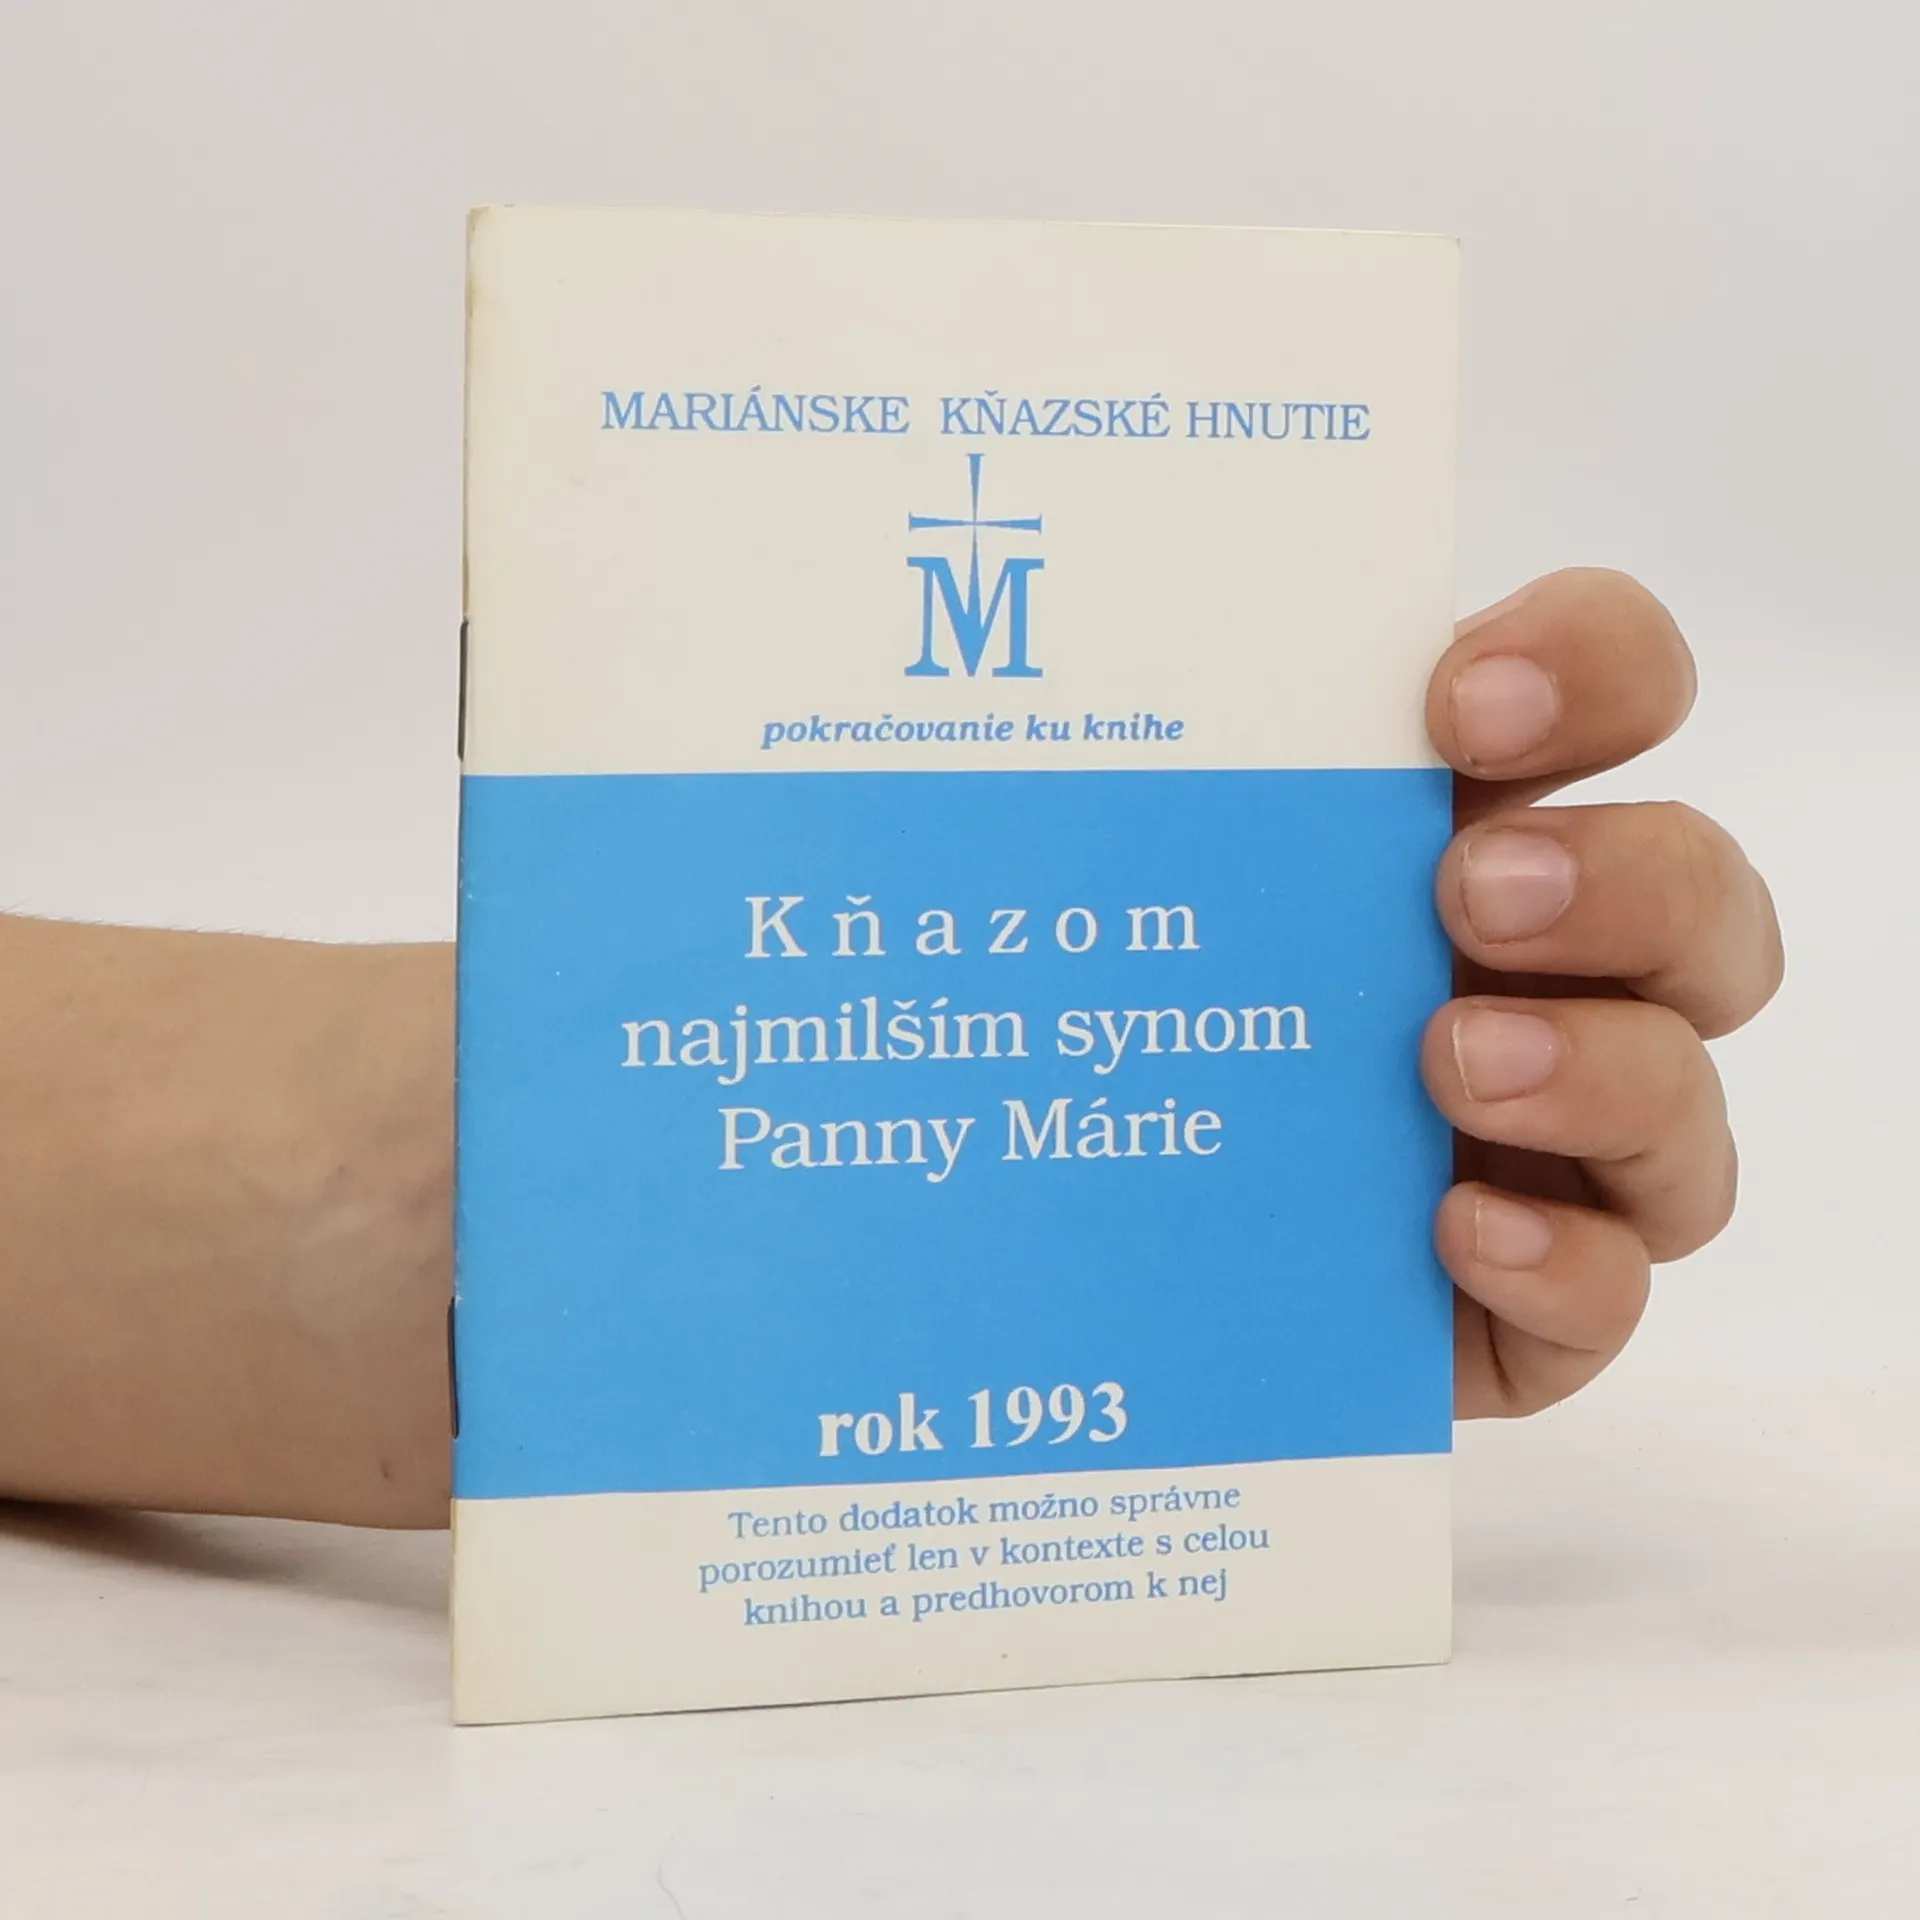 MARIÁNSKE KŇAZSKÉ HNUTIE
M
pokračovanie ku knihe
Kňazom
najmilším synom
Panny Márie
rok 1993
Tento dodatok možno správne
porozumieť len v kontexte s celou
knihou a predhovorom k nej